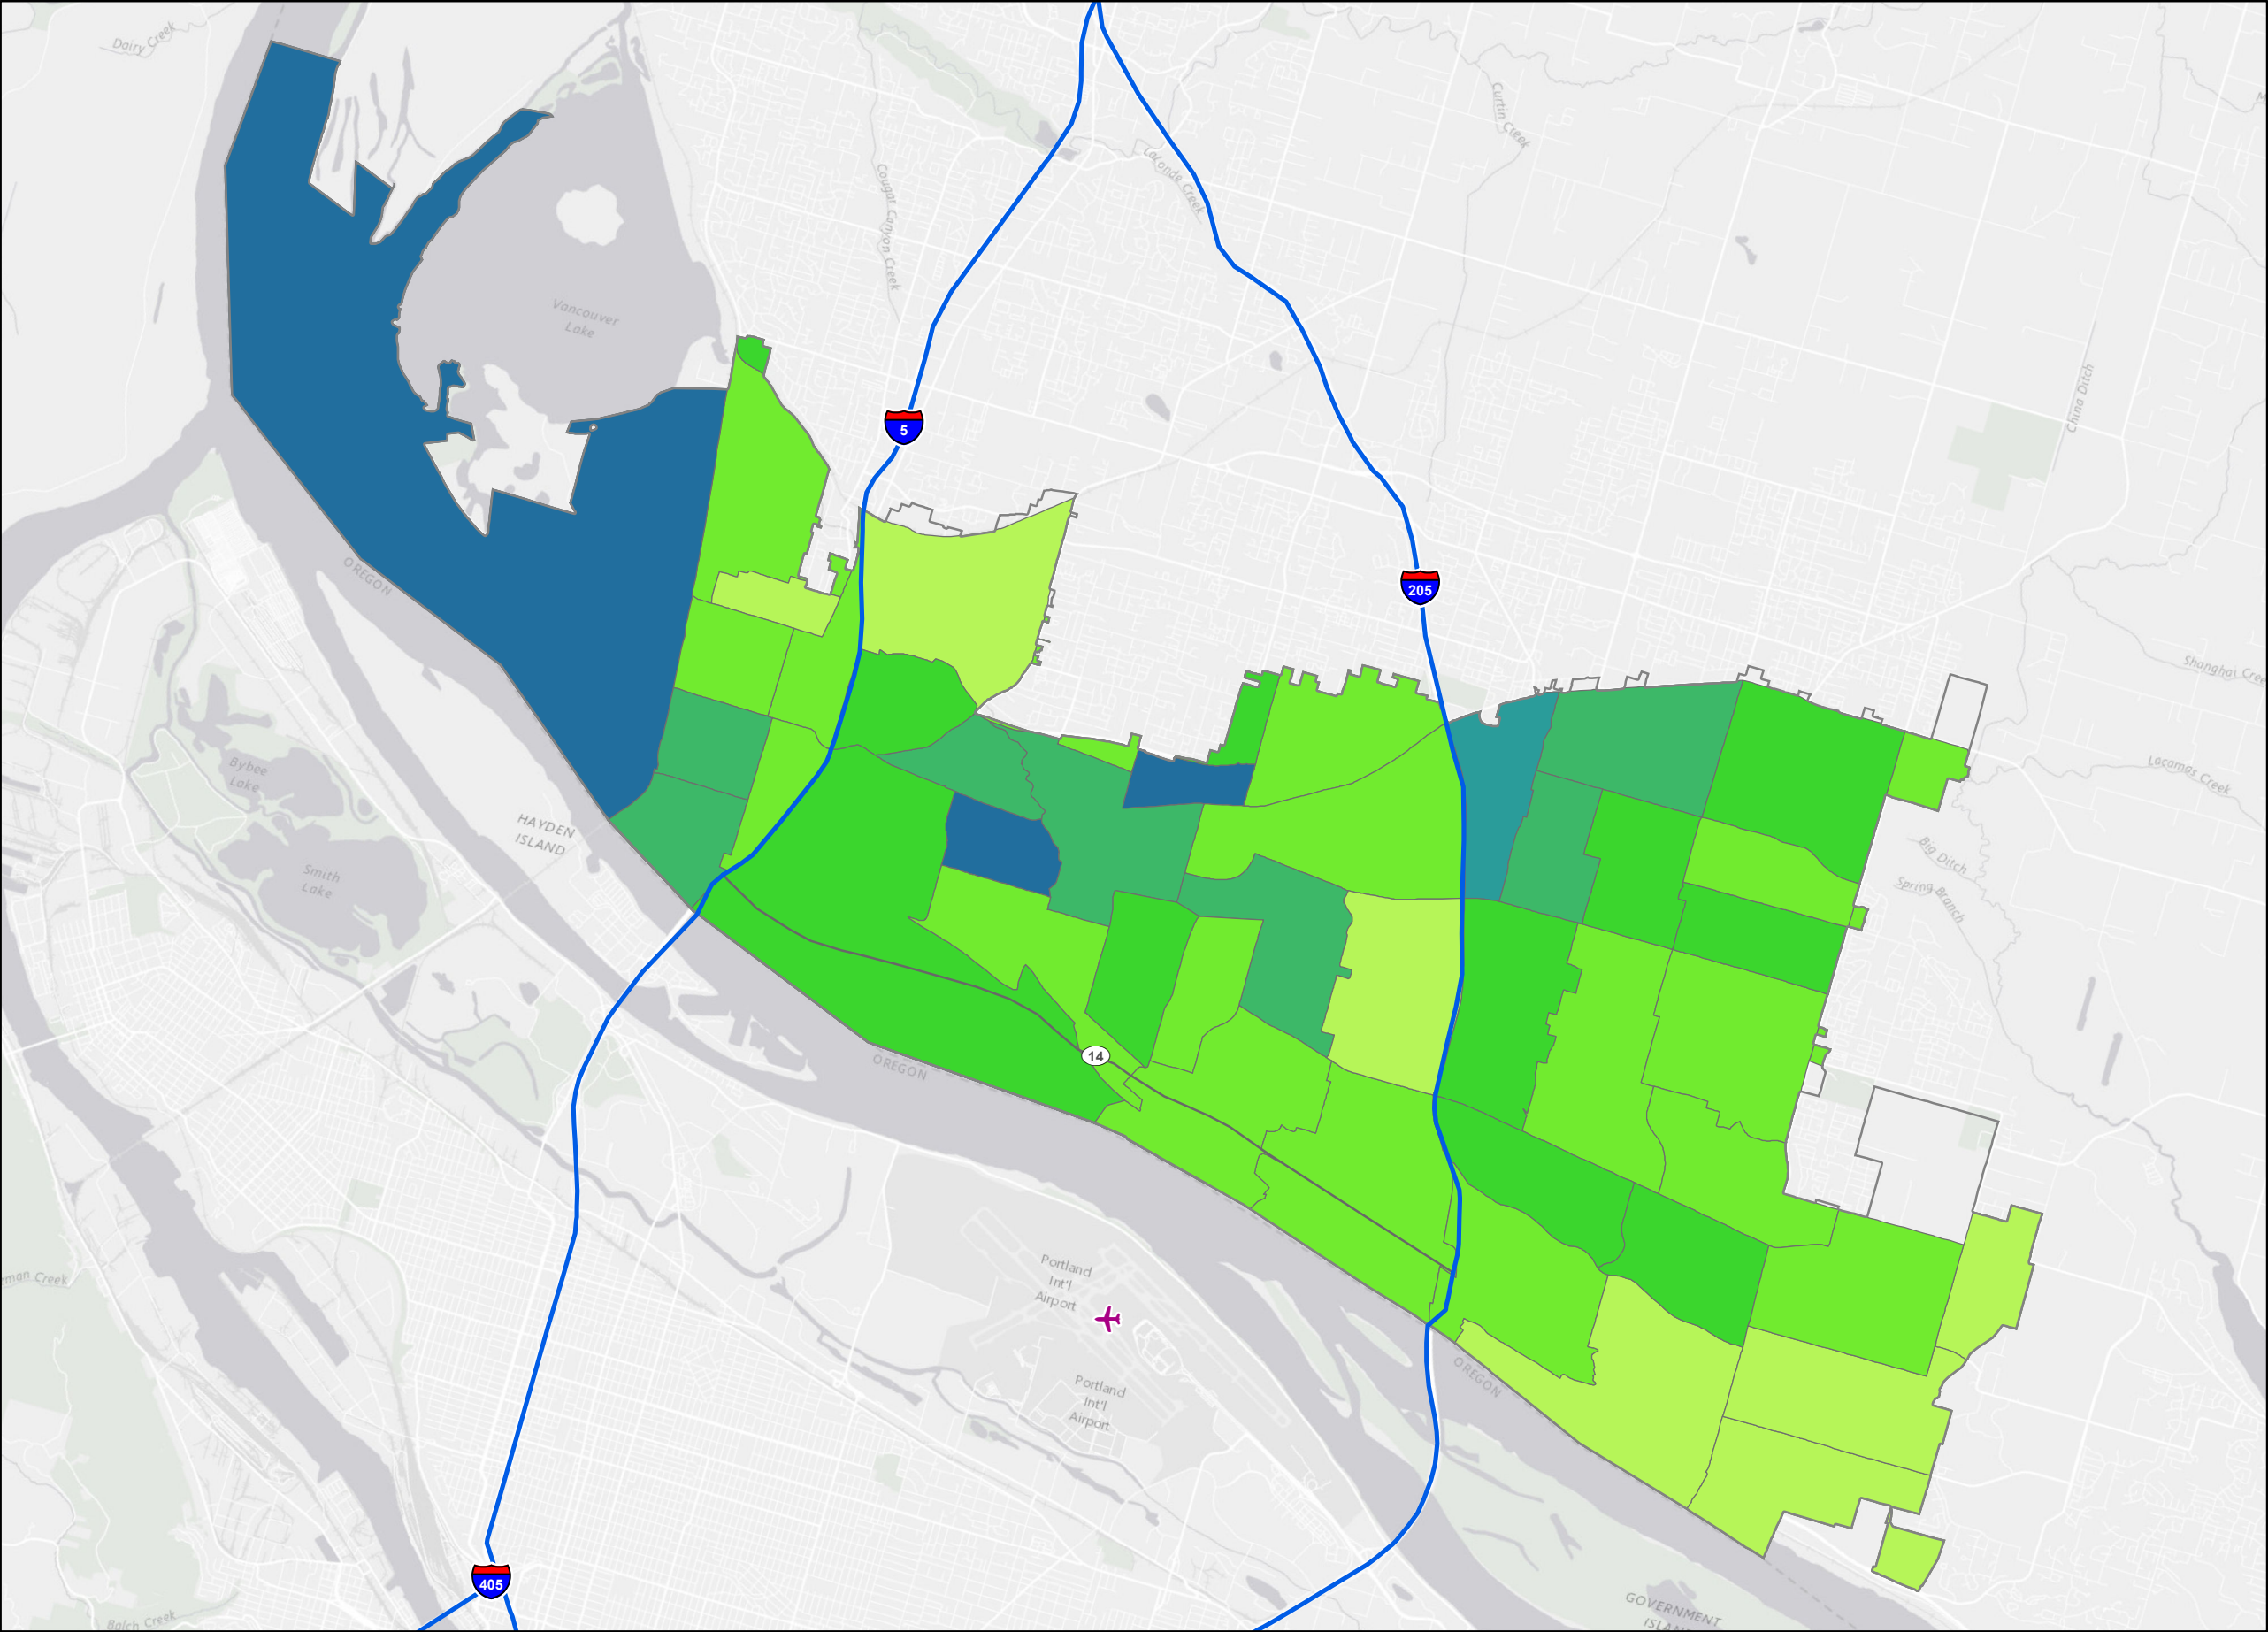 Dairy Creek
Curtin Creek
LaLonde Creek
Cougar Canyon Creek
Vancouver
Lake
China Ditch
5
205
OREGON
Shanghai Cree
Lacamas Creek
Bybee
Lake
HAYDEN
ISLAND
Big Ditch
Smith
Lake
Spring Branch
14
OREGON
Portland
Int'l
Airport
rman Creek
OREGON
Portland
Int'l
Airport
405
Balch Creek
GOVERNMENT